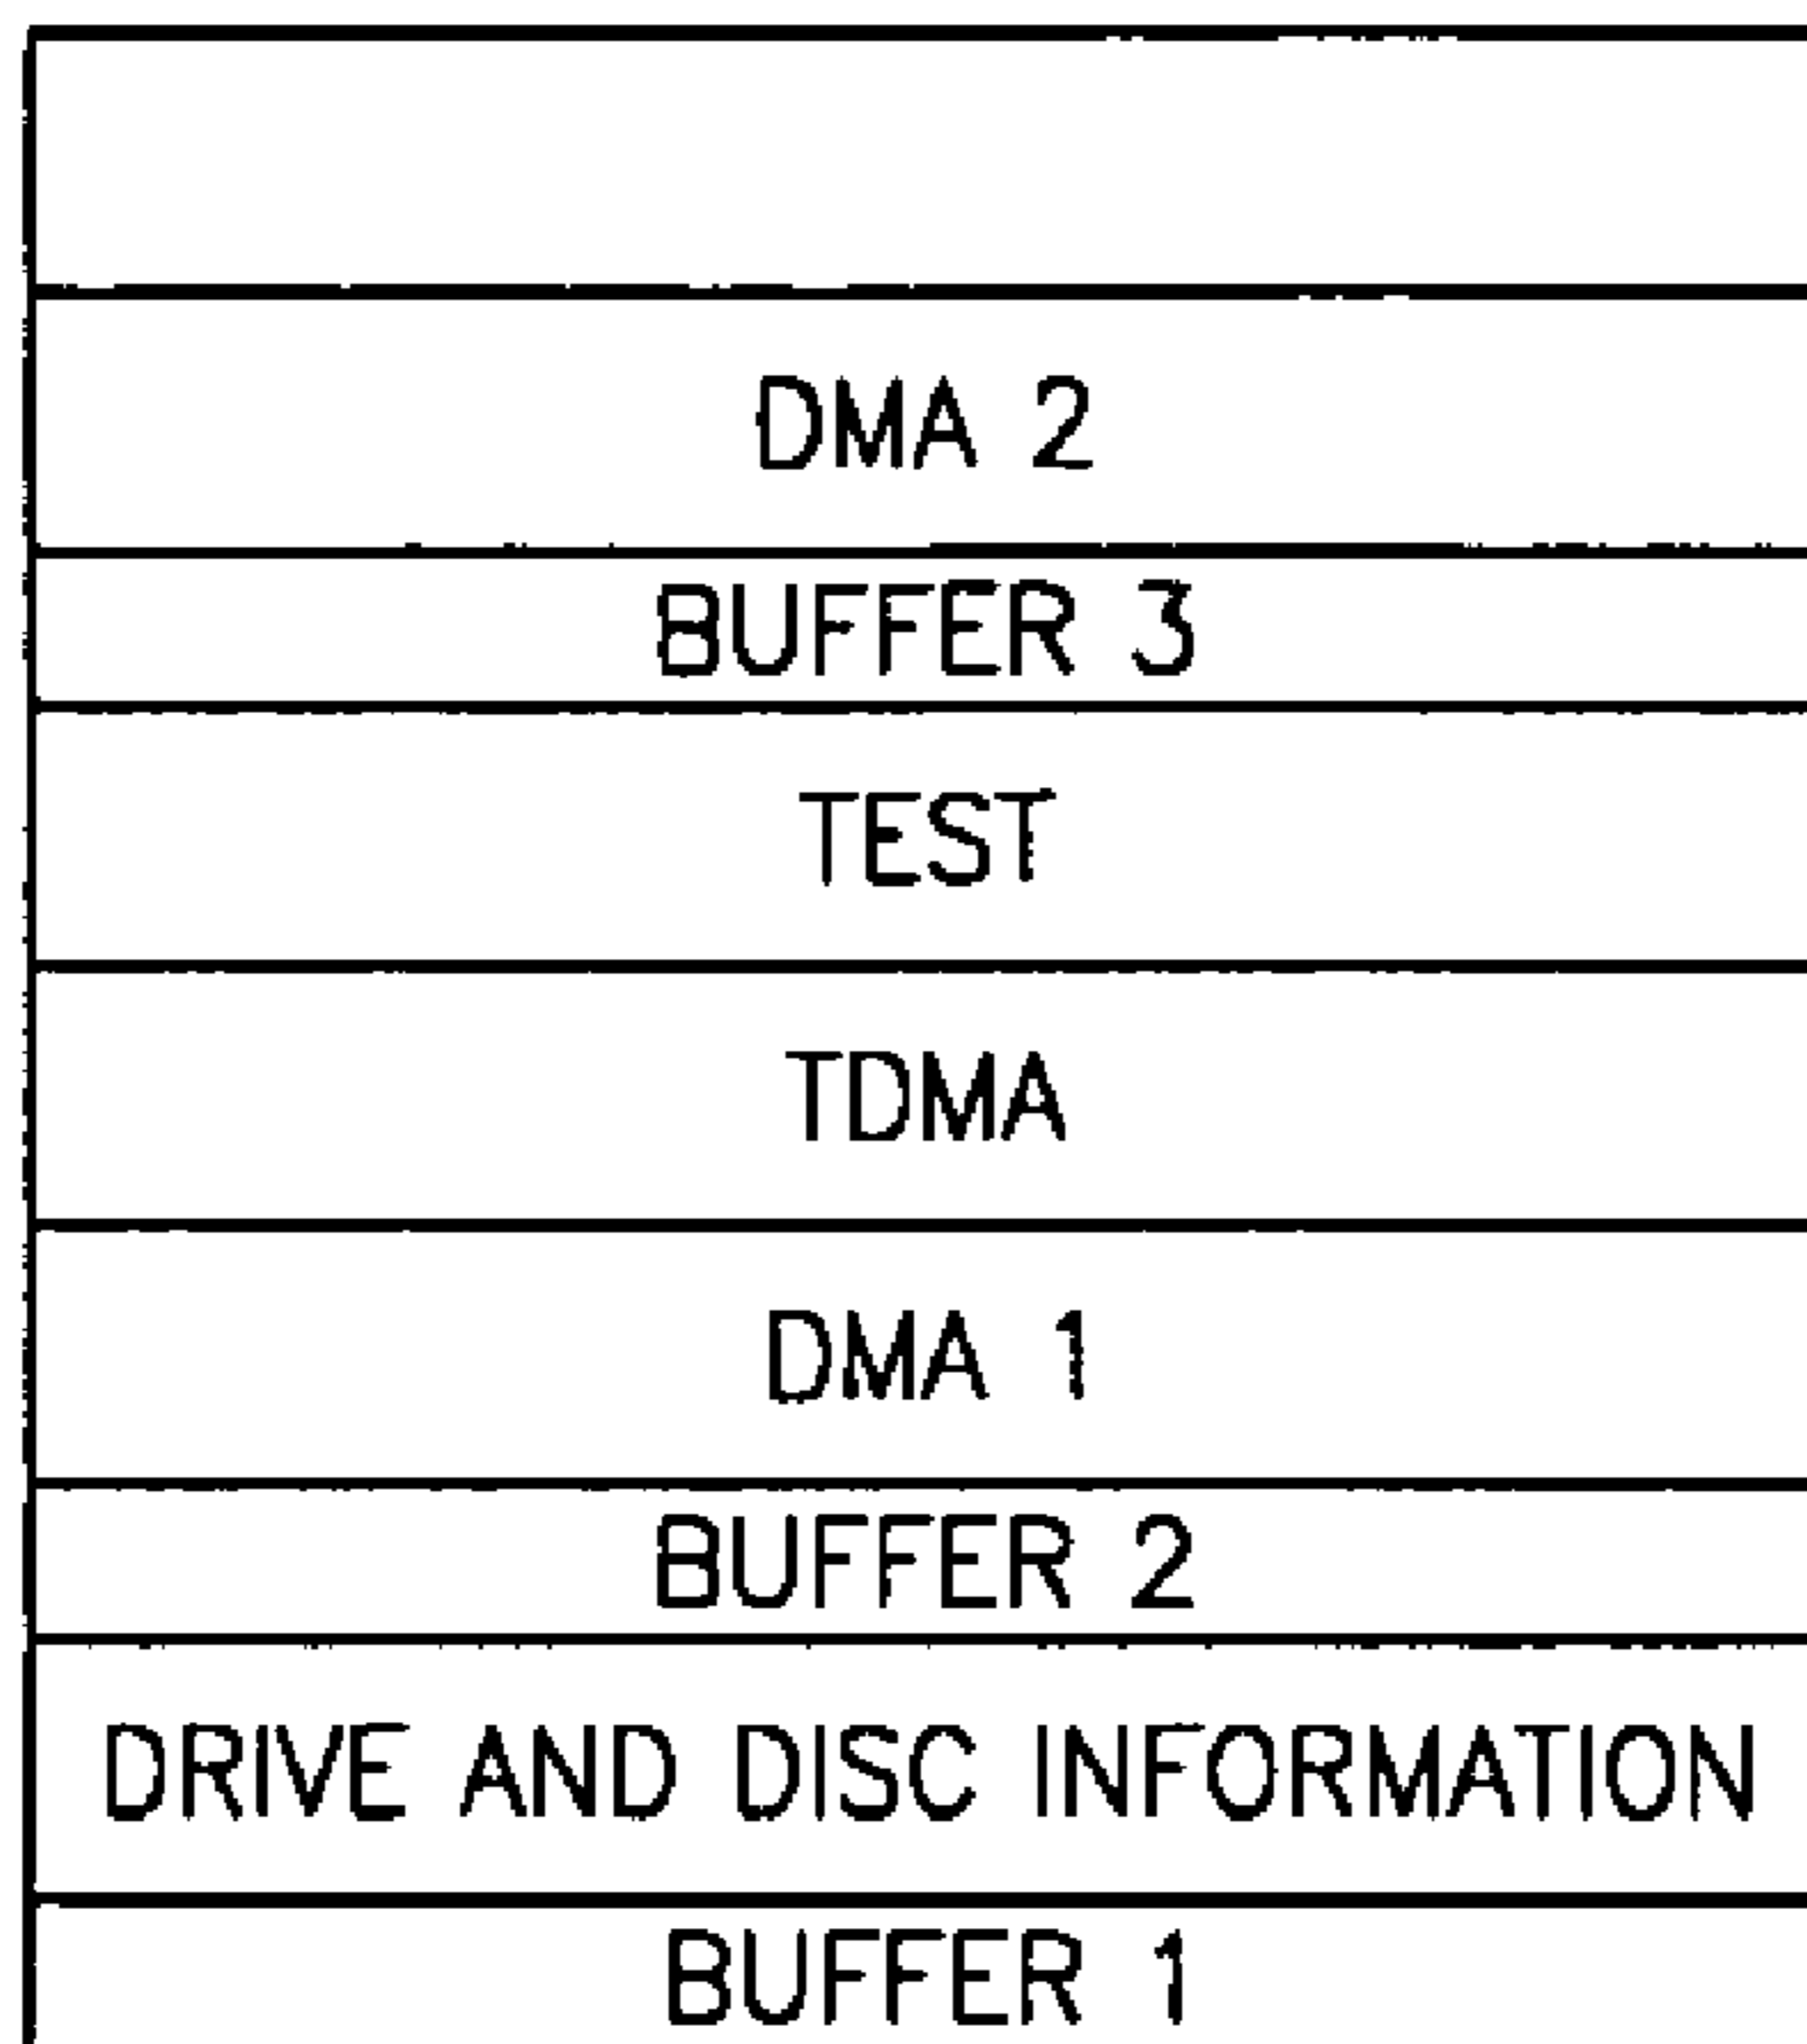 DMA 2
BUFFER 3
TEST
TDMA
DMA 1
BUFFER 2
DRIVE AND DISC INFORMATION
BUFFER 1